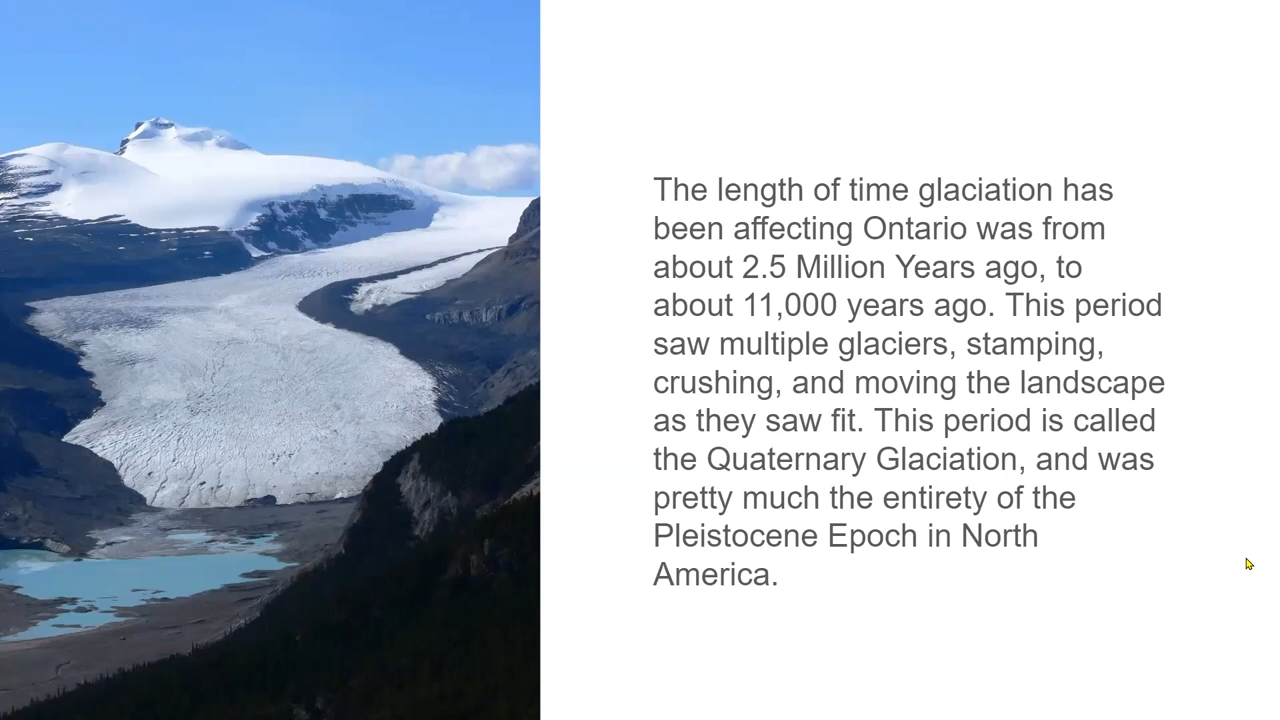 The length of time glaciation has
been affecting Ontario was from
about 2.5 Million Years ago, to
about 11,000 years ago. This period
saw multiple glaciers, stamping,
crushing, and moving the landscape
as they saw fit. This period is called
the Quaternary Glaciation, and was
pretty much the entirety of the
Pleistocene Epoch in North
America.